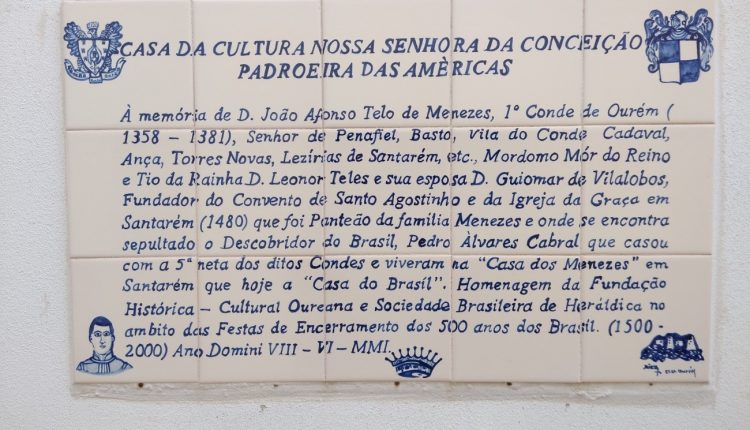 CASA DA CULTURA NOSSA SENHORA DA CONCEIÇÃO
PADROEIRA DAS AMÈRICAS
À memória de D. João Afonso Telo de Menezes, 1º Conde de Ourém (
1358 – 1381), Senhor de Penafiel, Basto, Vila do Conde, Cadaval,
Ança, Torres Novas, Lezírias de Santarém, etc., Mordomo Mór do Reino
e Tio da Rainha D. Leonor Teles e sua esposa D. Guiomar de Vilalobos,
Fundador do Convento de Santo Agostinho e da Igreja da Graça em
Santarém (1480) que foi Panteão da família Menezes e onde se encontra
sepultado o Descobridor do Brasil, Pedro Àlvares Cabral que casou
com a 5ª neta dos ditos Condes e viveram na "Casa dos Menezes" em
Santarém que hoje a "Casa do Brasil". Homenagem da Fundação
Histórica – Cultural Oureana e Sociedade Brasileira de Heráldica no
ambito das Festas de Encerramento dos 500 anos dos Brasil. (1500 -
2000) Ano Domini VIII – VI – MMI.